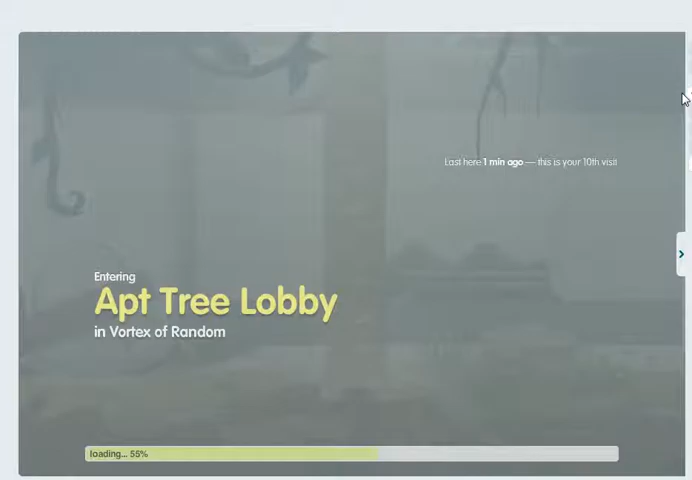 Last here 1 min ago — this is your 10th visit
Entering
Apt Tree Lobby
in Vortex of Random
loading... 55%